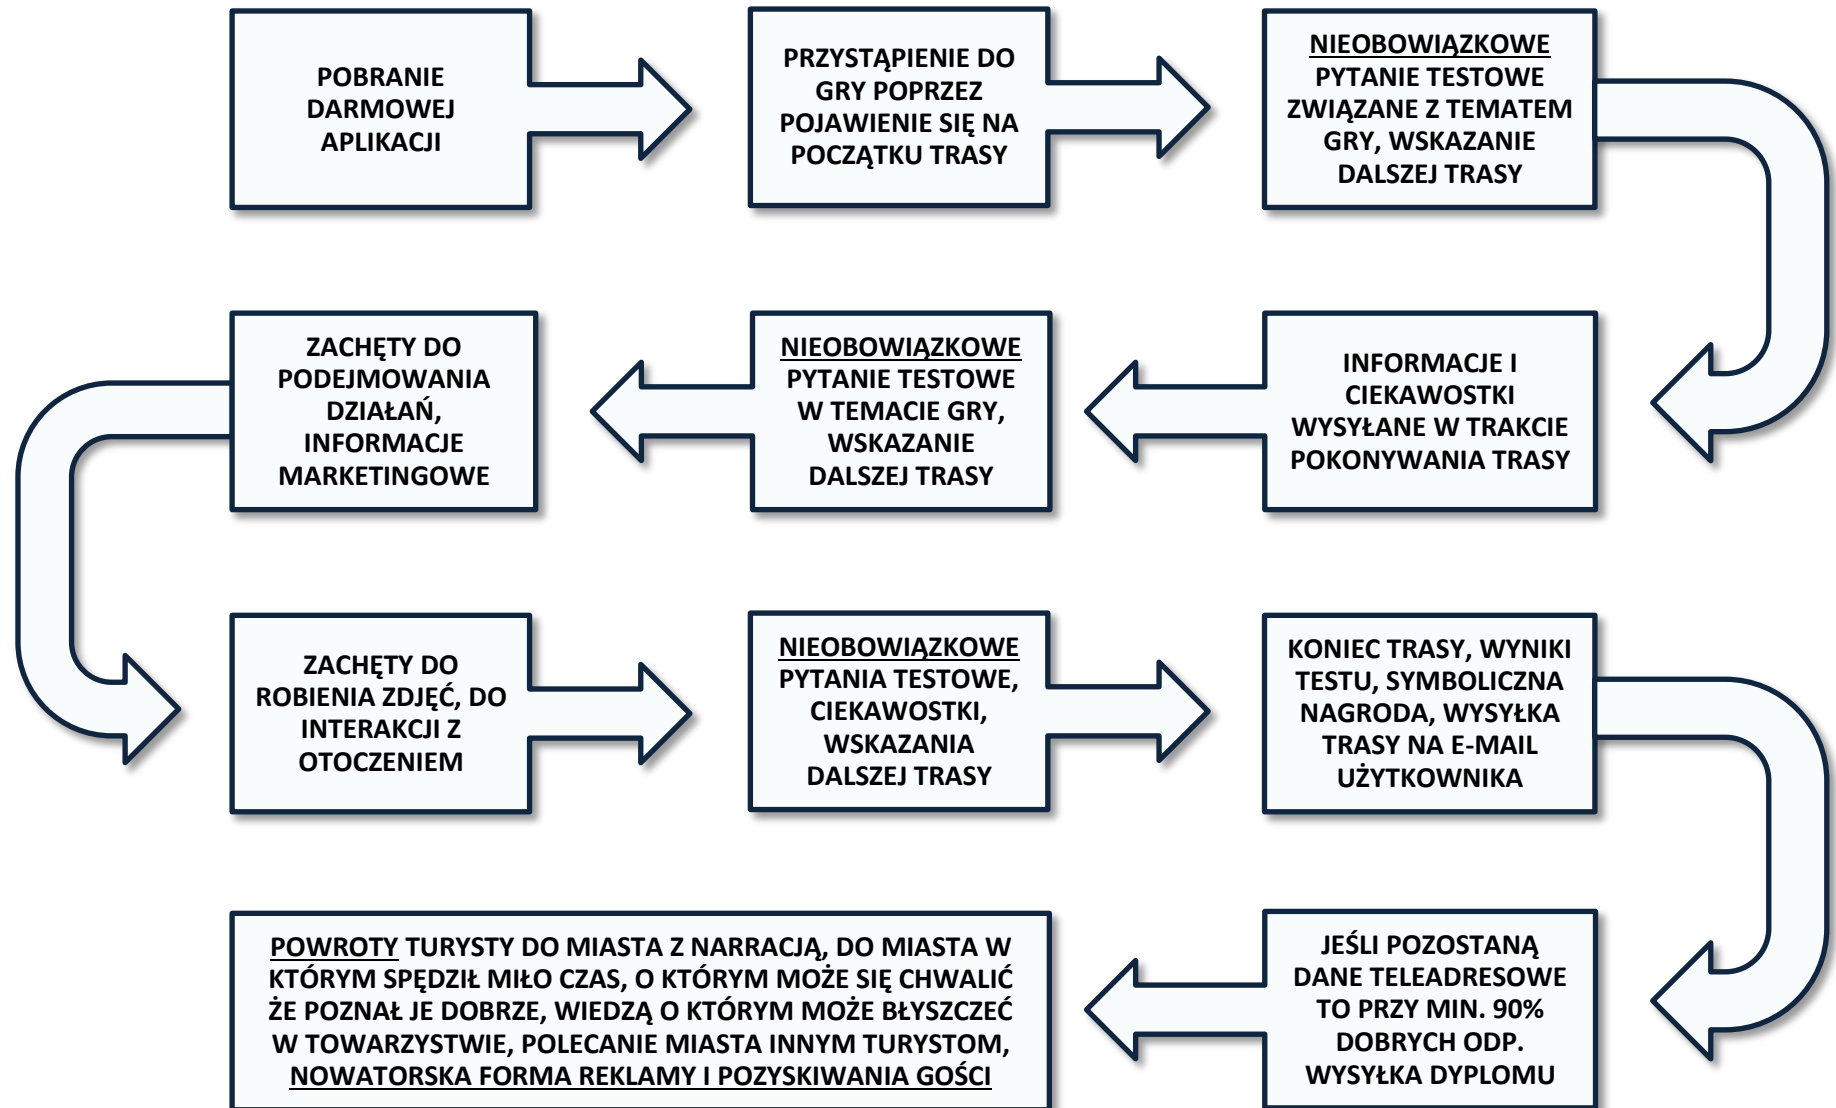 POBRANIE
DARMOWEJ
APLIKACJI
PRZYSTĄPIENIE DO
GRY POPRZEZ
POJAWIENIE SIĘ NA
POCZĄTKU TRASY
NIEOBOWIĄZKOWE
PYTANIE TESTOWE
ZWIĄZANE Z TEMATEM
GRY, WSKAZANIE
DALSZEJ TRASY
INFORMACJE I
CIEKAWOSTKI
WYSYŁANE W TRAKCIE
POKONYWANIA TRASY
NIEOBOWIĄZKOWE
PYTANIE TESTOWE
W TEMACIE GRY,
WSKAZANIE
DALSZEJ TRASY
ZACHĘTY DO
PODEJMOWANIA
DZIAŁAŃ,
INFORMACJE
MARKETINGOWE
ZACHĘTY DO
ROBIENIA ZDJĘĆ, DO
INTERAKCJI Z
OTOCZENIEM
NIEOBOWIĄZKOWE
PYTANIA TESTOWE,
CIEKAWOSTKI,
WSKAZANIA
DALSZEJ TRASY
KONIEC TRASY, WYNIKI
TESTU, SYMBOLICZNA
NAGRODA, WYSYŁKA
TRASY NA E-MAIL
UŻYTKOWNIKA
JEŚLI POZOSTANĄ
DANE TELEADRESOWE
TO PRZY MIN. 90%
DOBRYCH ODP.
WYSYŁKA DYPLOMU
POWROTY TURYSTY DO MIASTA Z NARRACJĄ, DO MIASTA W
KTÓRYM SPĘDZIŁ MIŁO CZAS, O KTÓRYM MOŻE SIĘ CHWALIĆ
ŻE POZNAŁ JE DOBRZE, WIEDZĄ O KTÓRYM MOŻE BŁYSZCZEĆ
W TOWARZYSTWIE, POLECANIE MIASTA INNYM TURYSTOM,
NOWATORSKA FORMA REKLAMY I POZYSKIWANIA GOŚCI